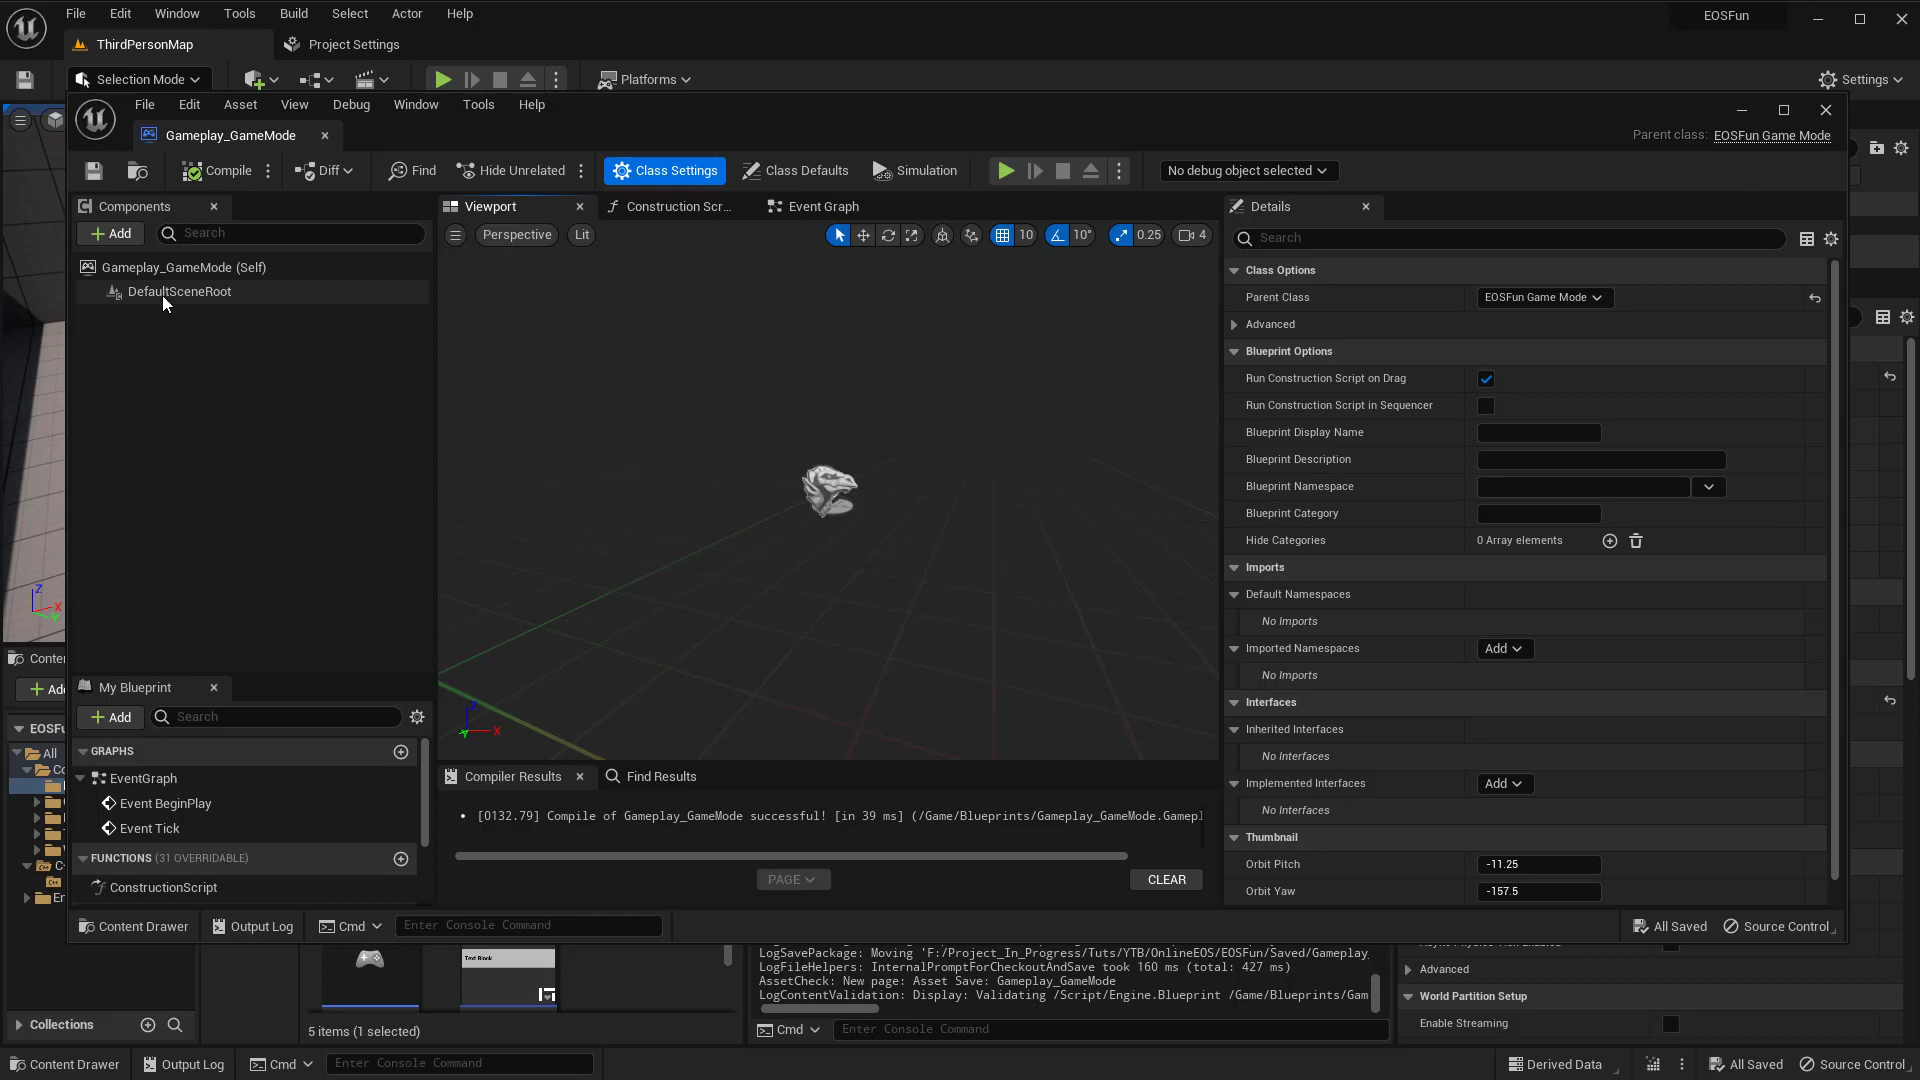 File Edit Window Tools Build Select Actor Help EOSFun
ThirdPersonMap Project Settings
Selection Mode Platforms Settings
File Edit Asset View Debug Window Tools Help
Gameplay_GameMode Parent class: EOSFun Game Mode
Compile Diff Find Hide Unrelated Class Settings Class Defaults Simulation No debug object selected
Components Viewport Construction Scr... Event Graph Details
Add Search Perspective Lit 10 10° 0.25 4 Search
Gameplay_GameMode (Self)
DefaultSceneRoot
Class Options
Parent Class EOSFun Game Mode
Advanced
Blueprint Options
Run Construction Script on Drag
Run Construction Script in Sequencer
Blueprint Display Name
Blueprint Description
Blueprint Namespace
Blueprint Category
Hide Categories 0 Array elements
Imports
Default Namespaces
No Imports
Imported Namespaces Add
No Imports
Interfaces
Inherited Interfaces
No Interfaces
Implemented Interfaces Add
No Interfaces
Thumbnail
Orbit Pitch -11.25
Orbit Yaw -157.5
Z X Y
X
My Blueprint
Add Search
GRAPHS
EventGraph
Event BeginPlay
Event Tick
FUNCTIONS (31 OVERRIDABLE)
ConstructionScript
Compiler Results Find Results
[0132.79] Compile of Gameplay_GameMode successful! [in 39 ms] (/Game/Blueprints/Gameplay_GameMode.Gamepl
PAGE CLEAR
Content Drawer Output Log Cmd Enter Console Command All Saved Source Control
Conte
Add
EOSFu
All
Co
C
En
Text Block
LogSavePackage: Moving 'F:/Project_In_Progress/Tuts/YTB/OnlineEOS/EOSFun/Saved/Gameplay_
LogFileHelpers: InternalPromptForCheckoutAndSave took 160 ms (total: 427 ms)
AssetCheck: New page: Asset Save: Gameplay_GameMode
LogContentValidation: Display: Validating /Script/Engine.Blueprint /Game/Blueprints/Gam
Advanced
World Partition Setup
Enable Streaming
Collections 5 items (1 selected) Cmd Enter Console Command
Content Drawer Output Log Cmd Enter Console Command Derived Data All Saved Source Control